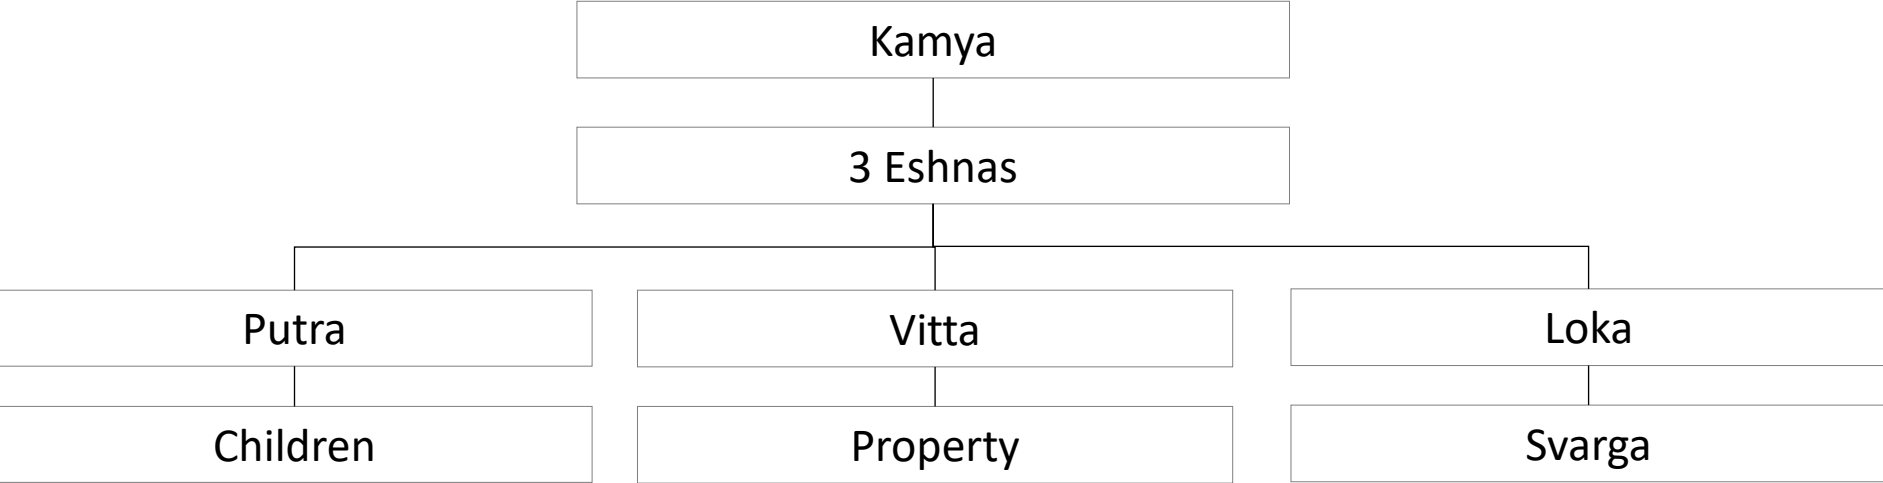 Kamya
3 Eshnas
Putra
Vitta
Loka
Children
Property
Svarga